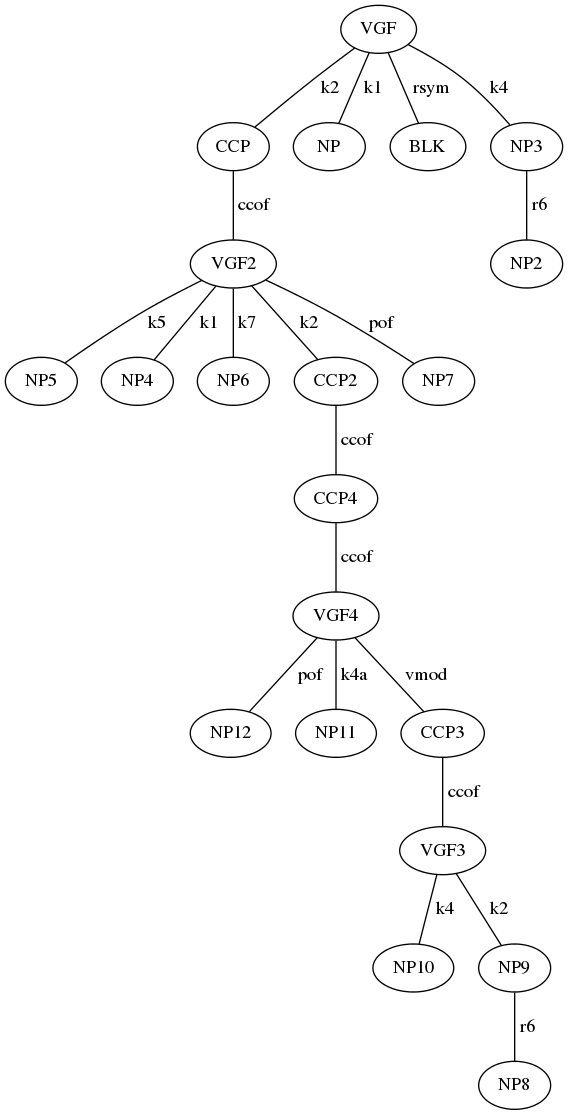 VGF
k2 k1 rsym k4
CCP NP BLK NP3
ccof r6
VGF2 NP2
k5 k1 k7 k2 pof
NP5 NP4 NP6 CCP2 NP7
ccof
CCP4
ccof
VGF4
pof k4a vmod
NP12 NP11 CCP3
ccof
VGF3
k4 k2
NP10 NP9
r6
NP8